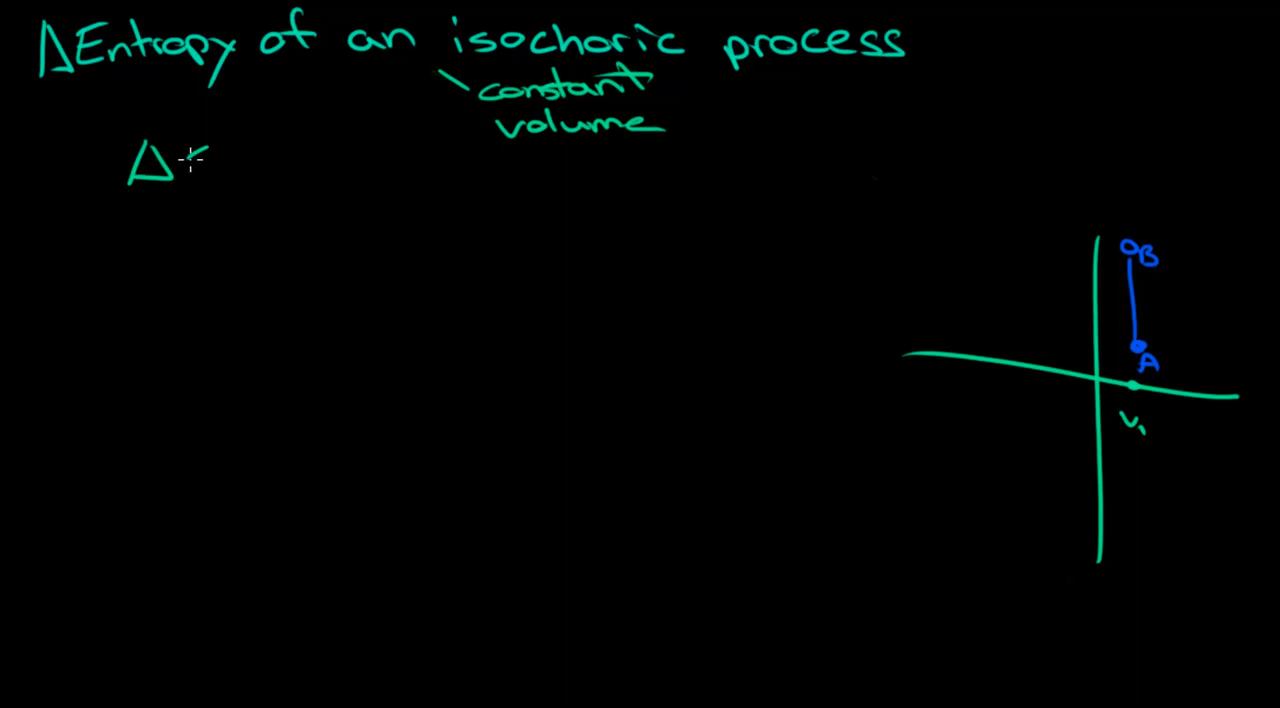 ΔEntropy of an isochoric process
constant
volume
Δ
B
A
V₁